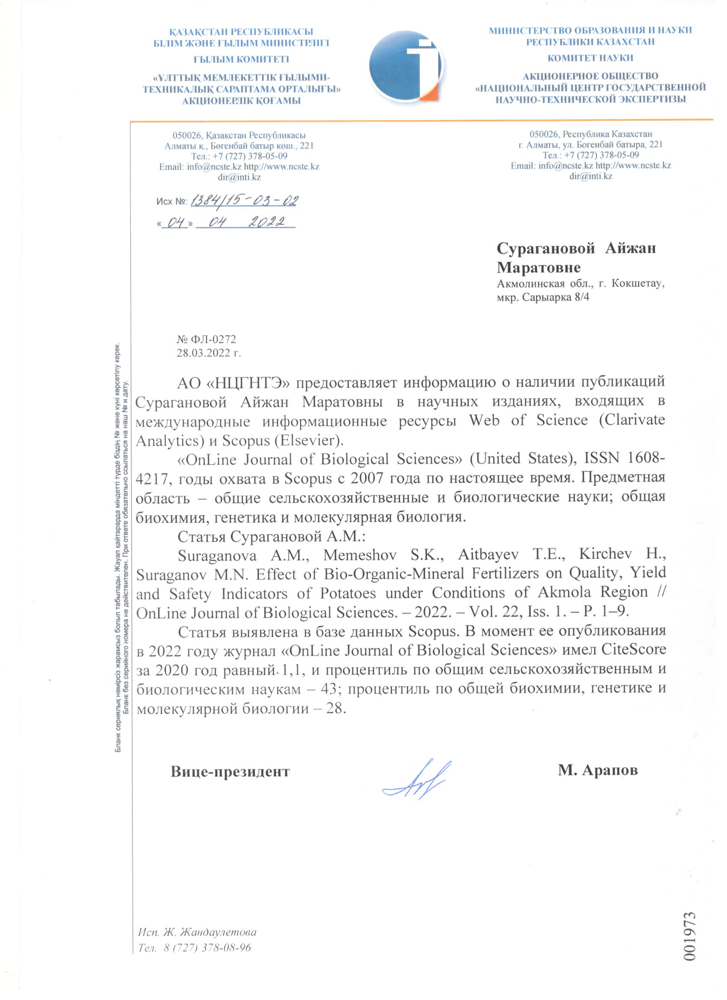 ҚАЗАҚСТАН РЕСПУБЛИКАСЫ
БІЛІМ ЖӘНЕ ҒЫЛЫМ МИНИСТРЛІГІ
ҒЫЛЫМ КОМИТЕТІ
«ҰЛТТЫҚ МЕМЛЕКЕТТІК ҒЫЛЫМИ-
ТЕХНИКАЛЫҚ САРАПТАМА ОРТАЛЫҒЫ»
АКЦИОНЕРЛІК ҚОҒАМЫ
МИНИСТЕРСТВО ОБРАЗОВАНИЯ И НАУКИ
РЕСПУБЛИКИ КАЗАХСТАН
КОМИТЕТ НАУКИ
АКЦИОНЕРНОЕ ОБЩЕСТВО
«НАЦИОНАЛЬНЫЙ ЦЕНТР ГОСУДАРСТВЕННОЙ
НАУЧНО-ТЕХНИЧЕСКОЙ ЭКСПЕРТИЗЫ
050026, Қазақстан Республикасы
Алматы қ., Бөгенбай батыр көш., 221
Тел.: +7 (727) 378-05-09
Email: info@ncste.kz http://www.ncste.kz
dir@inti.kz
050026, Республика Казахстан
г. Алматы, ул. Богенбай батыра, 221
Тел.: +7 (727) 378-05-09
Email: info@ncste.kz http://www.ncste.kz
dir@inti.kz
Исх №: 1384/15-03-02
«04» 04 2022
Сурагановой Айжан
Маратовне
Акмолинская обл., г. Кокшетау,
мкр. Сарыарка 8/4
№ ФЛ-0272
28.03.2022 г.
АО «НЦГНТЭ» предоставляет информацию о наличии публикаций
Сурагановой Айжан Маратовны в научных изданиях, входящих в
международные информационные ресурсы Web of Science (Clarivate
Analytics) и Scopus (Elsevier).
«OnLine Journal of Biological Sciences» (United States), ISSN 1608-
4217, годы охвата в Scopus с 2007 года по настоящее время. Предметная
область – общие сельскохозяйственные и биологические науки; общая
биохимия, генетика и молекулярная биология.
Статья Сурагановой А.М.:
Suraganova A.M., Memeshov S.K., Aitbayev T.E., Kirchev H.,
Suraganov M.N. Effect of Bio-Organic-Mineral Fertilizers on Quality, Yield
and Safety Indicators of Potatoes under Conditions of Akmola Region //
OnLine Journal of Biological Sciences. – 2022. – Vol. 22, Iss. 1. – P. 1–9.
Статья выявлена в базе данных Scopus. В момент ее опубликования
в 2022 году журнал «OnLine Journal of Biological Sciences» имел CiteScore
за 2020 год равный 1,1, и процентиль по общим сельскохозяйственным и
биологическим наукам – 43; процентиль по общей биохимии, генетике и
молекулярной биологии – 28.
Вице-президент
М. Арапов
Исп. Ж. Жандаулетова
Тел. 8 (727) 378-08-96
Бланк сериялық нөмірсіз жарамсыз болып табылады. Жауап қайтарарда міндетті түрде біздің № және күні көрсетілу керек.
Бланк без серийного номера не действителен. При ответе обязательно ссылаться на наш № и дату.
001973